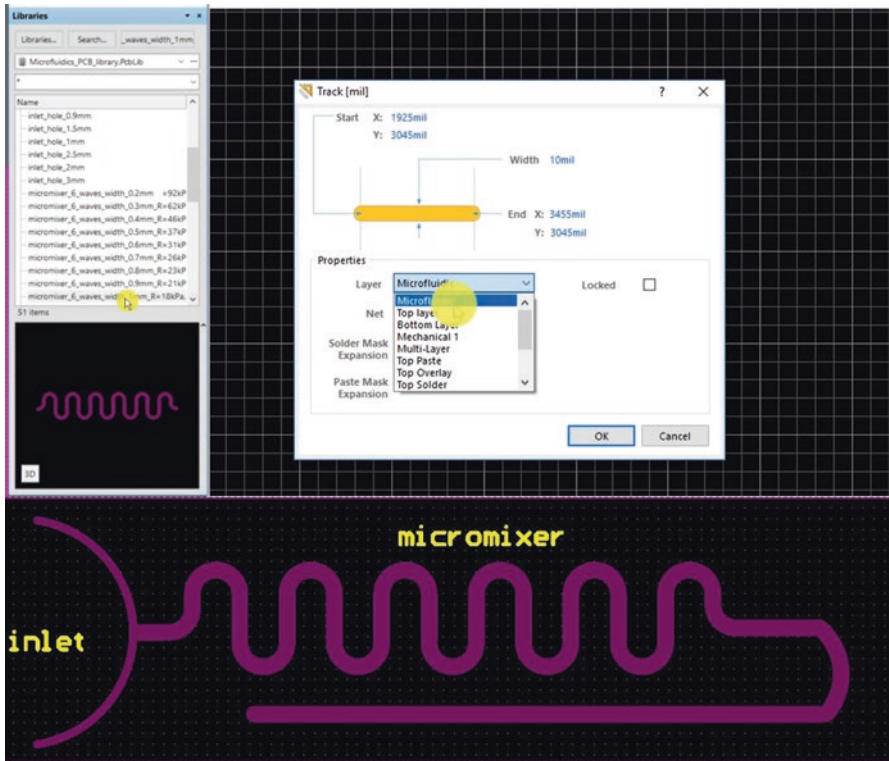 Libraries
Libraries...
Search...
_waves_width_1mm
Microfluidics_PCB_library.PcbLib
*
Name
inlet_hole_0.9mm
inlet_hole_1.5mm
inlet_hole_1mm
inlet_hole_2.5mm
inlet_hole_2mm
inlet_hole_3mm
micromixer_6_waves_width_0.2mm =92kP
micromixer_6_waves_width_0.3mm_R=62kP
micromixer_6_waves_width_0.4mm_R=46kP
micromixer_6_waves_width_0.5mm_R=37kP
micromixer_6_waves_width_0.6mm_R=31kP
micromixer_6_waves_width_0.7mm_R=26kP
micromixer_6_waves_width_0.8mm_R=23kP
micromixer_6_waves_width_0.9mm_R=21kP
micromixer_6_waves_width_1mm_R=18kPa.
51 items
3D
Track [mil]
?
Start X: 1925mil
Y: 3045mil
Width 10mil
End X: 3455mil
Y: 3045mil
Properties
Layer
Microfluidic
Locked
Net
Solder Mask
Expansion
Paste Mask
Expansion
Top layer
Bottom Layer
Mechanical 1
Multi-Layer
Top Paste
Top Overlay
Top Solder
OK
Cancel
micromixer
inlet